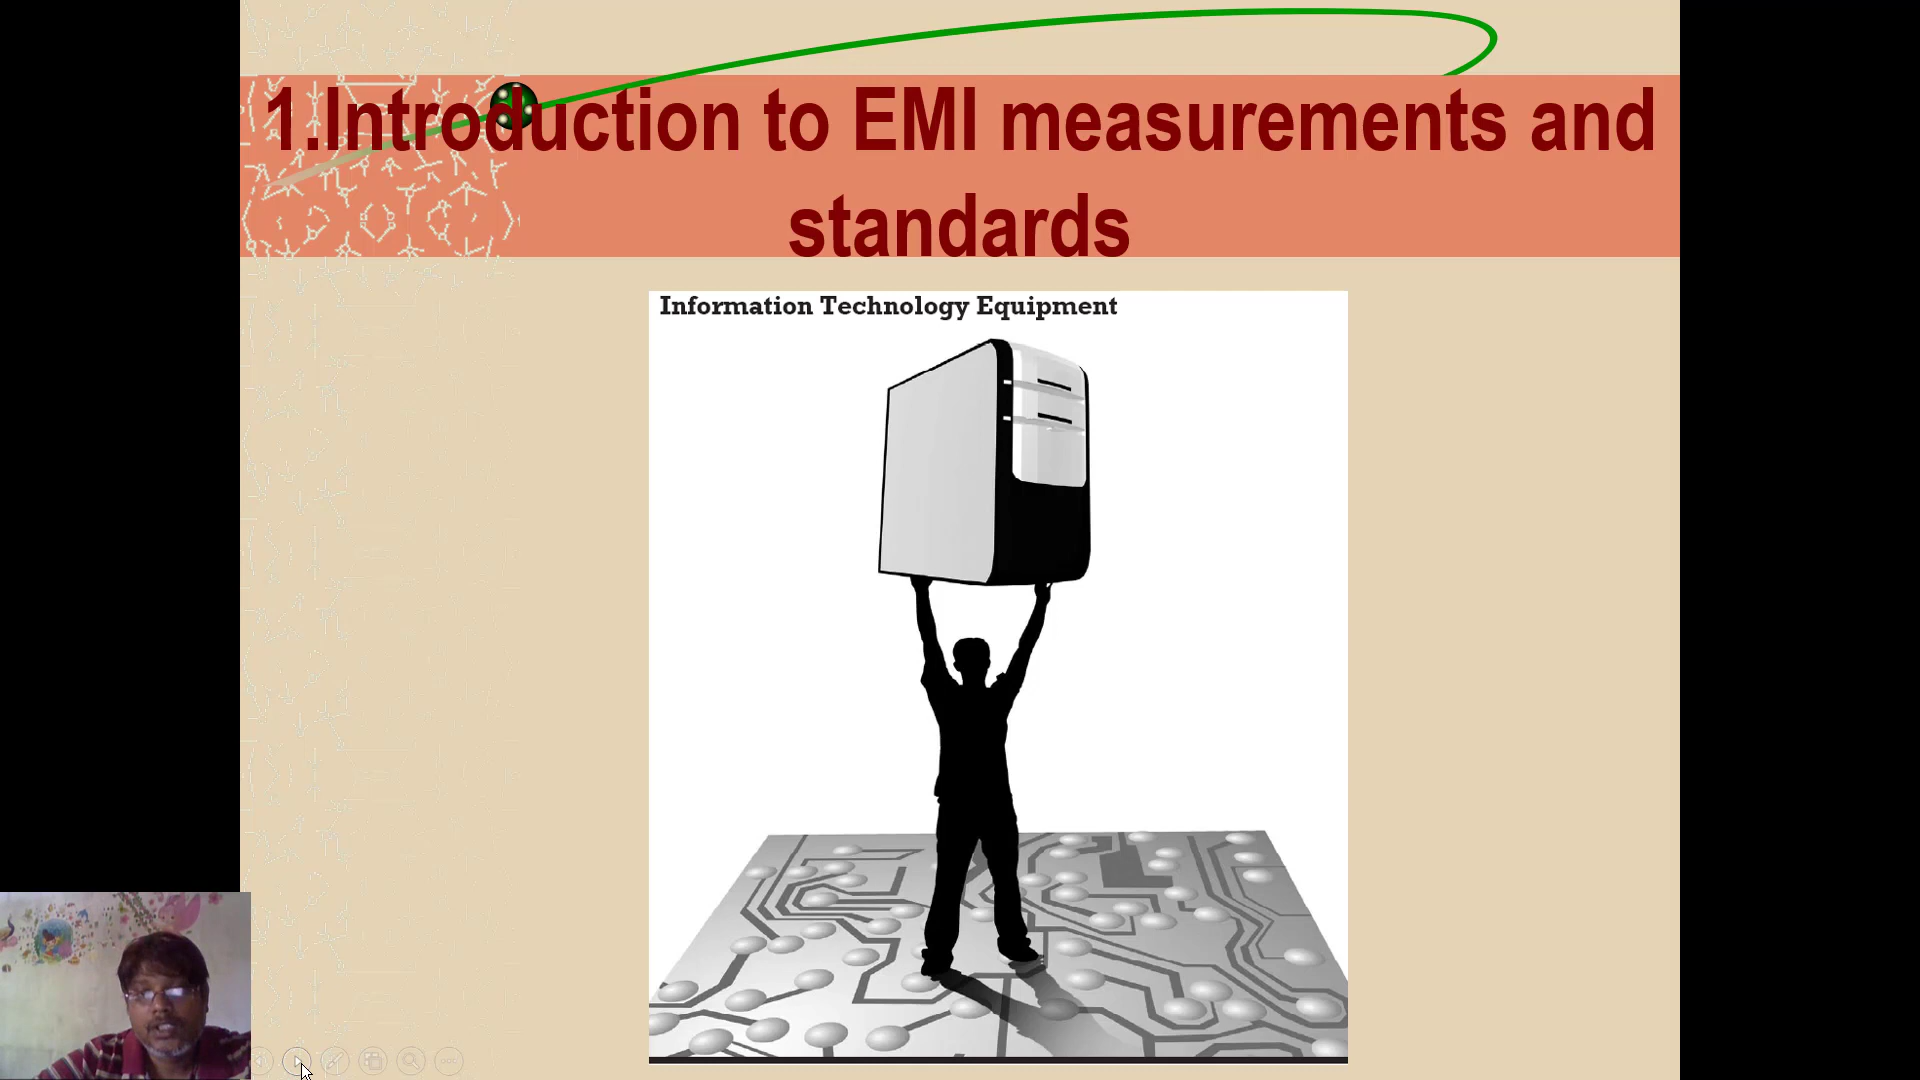 1.Introduction to EMI measurements and
standards
Information Technology Equipment